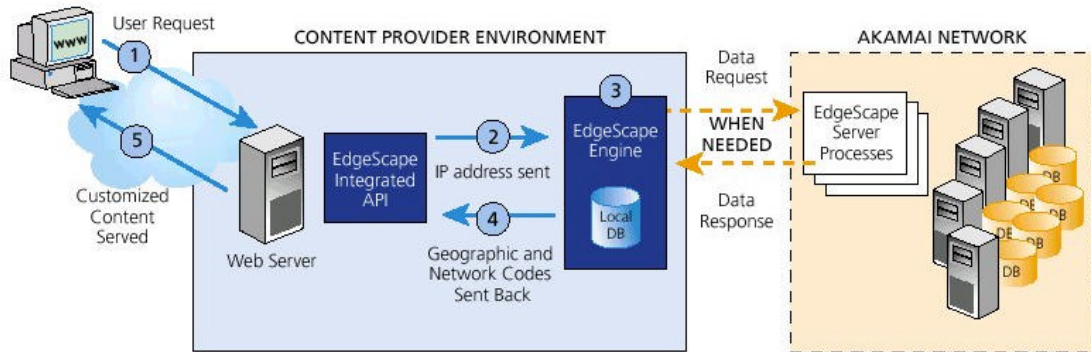 User Request
WWW
1
5
Customized
Content
Served
CONTENT PROVIDER ENVIRONMENT
Web Server
EdgeScape
Integrated
API
2
IP address sent
4
Geographic and
Network Codes
Sent Back
3
EdgeScape
Engine
Local
DB
Data
Request
WHEN
NEEDED
Data
Response
AKAMAI NETWORK
EdgeScape
Server
Processes
DB
DB
DB
DB
DB
DB